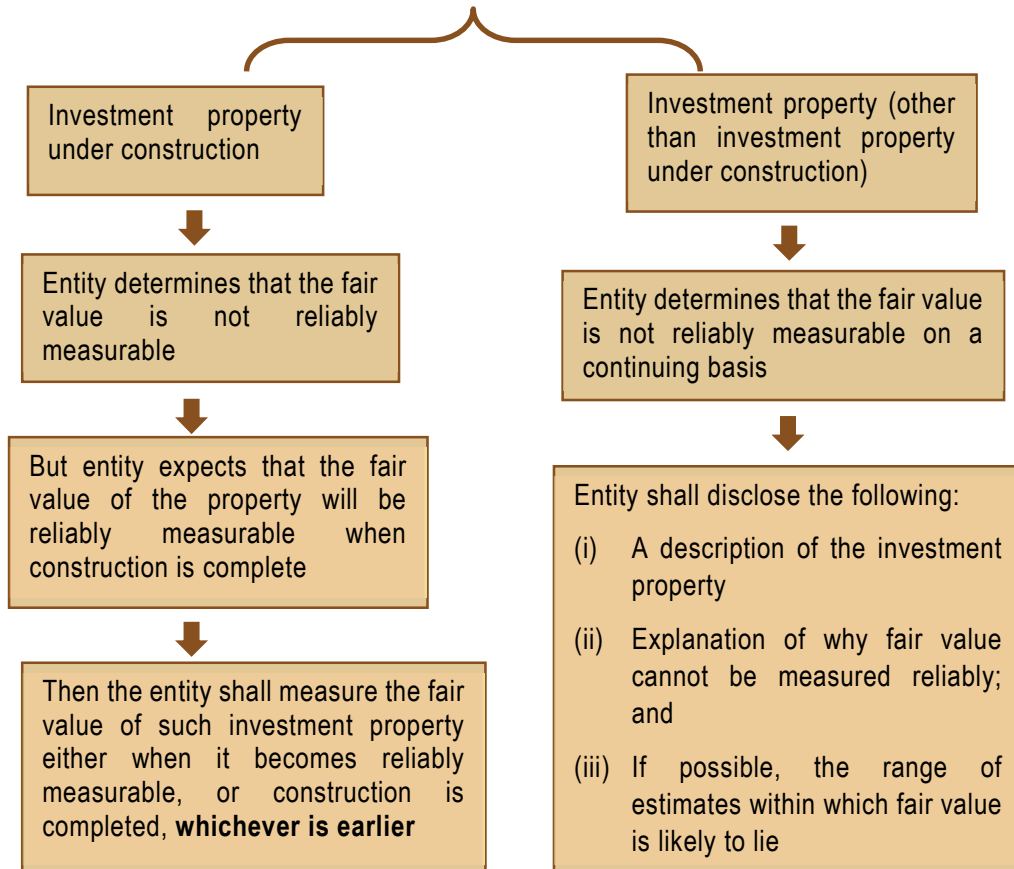 Investment property
under construction
Entity determines that the fair
value is not reliably
measurable
But entity expects that the fair
value of the property will be
reliably measurable when
construction is complete
Then the entity shall measure the fair
value of such investment property
either when it becomes reliably
measurable, or construction is
completed, whichever is earlier
Investment property (other
than investment property
under construction)
Entity determines that the fair value
is not reliably measurable on a
continuing basis
Entity shall disclose the following:
(i) A description of the investment
property
(ii) Explanation of why fair value
cannot be measured reliably;
and
(iii) If possible, the range of
estimates within which fair value
is likely to lie